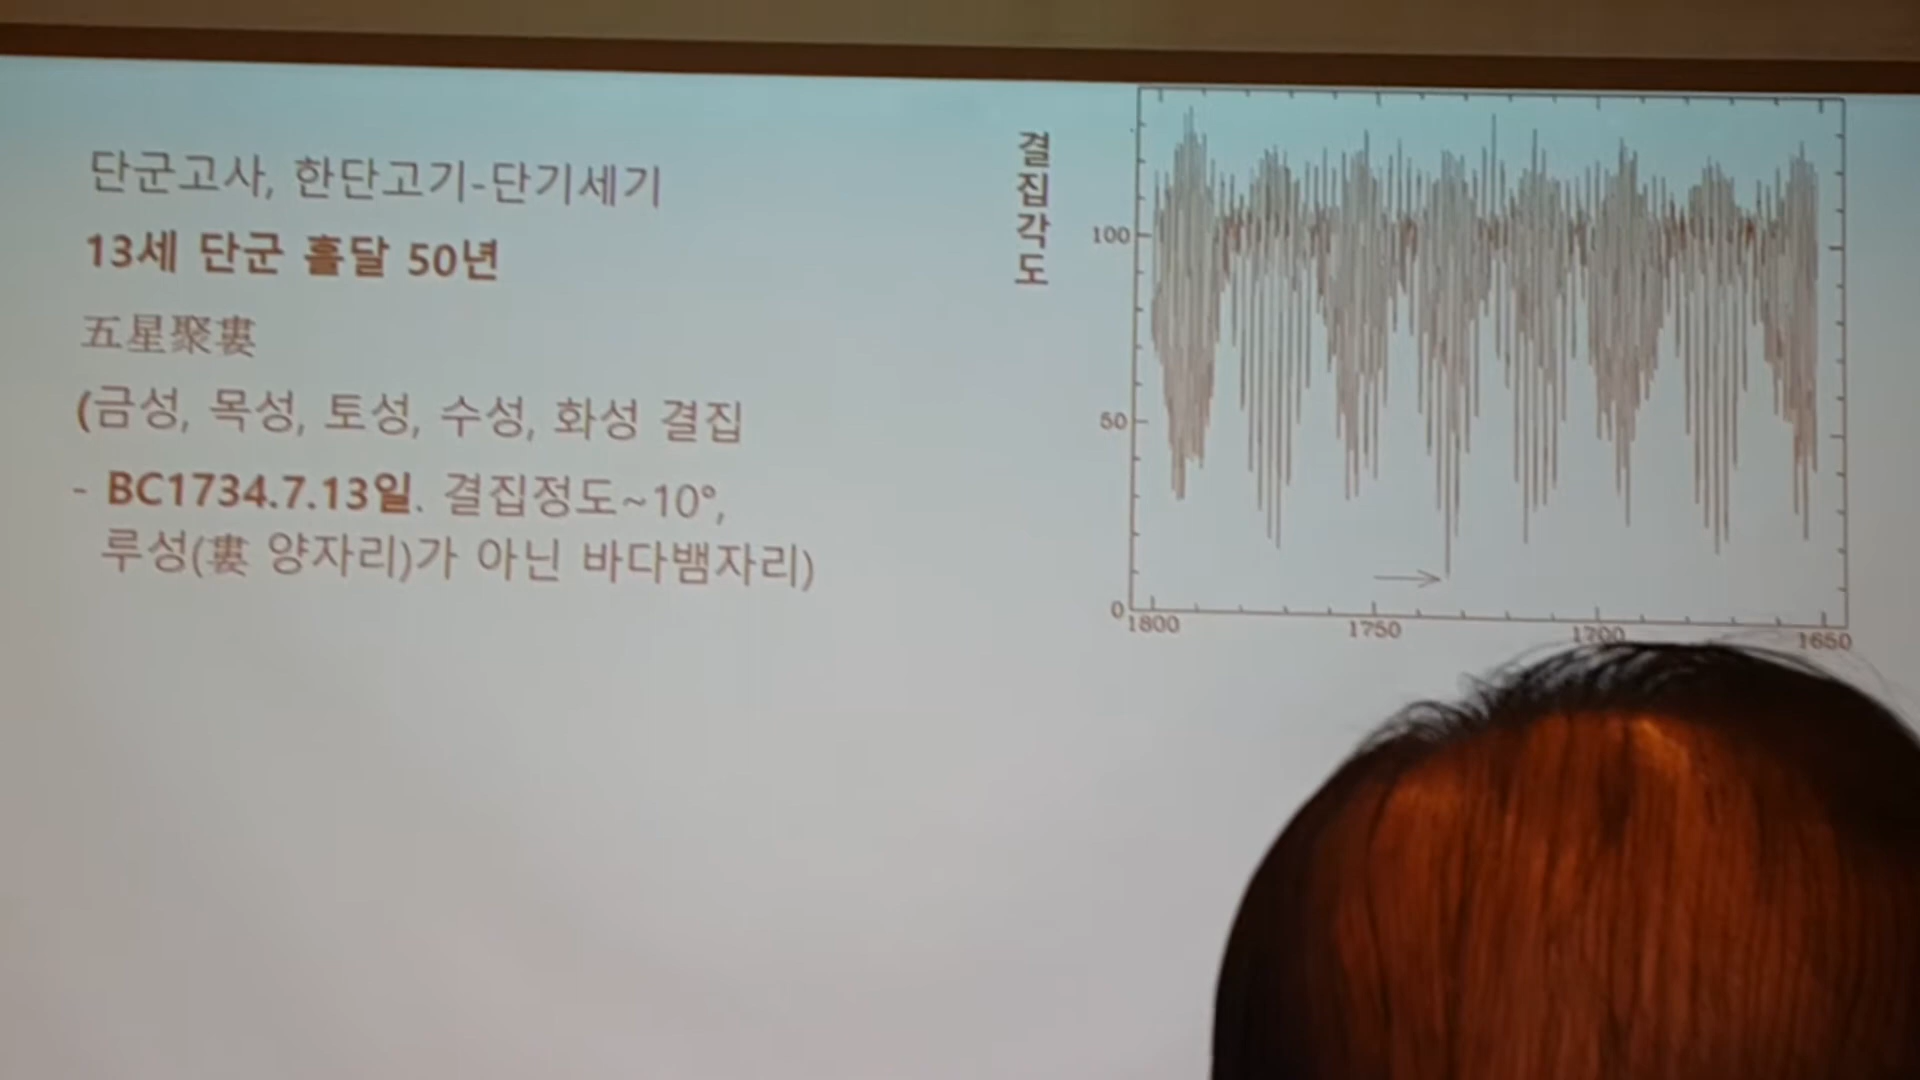 단군고사, 한단고기-단기세기
13세 단군 흘달 50년
五星聚婁
(금성, 목성, 토성, 수성, 화성 결집
- BC1734.7.13일. 결집정도~10°,
루성(婁 양자리)가 아닌 바다뱀자리)
결집각도
100
50
0
1800 1750 1700 1650